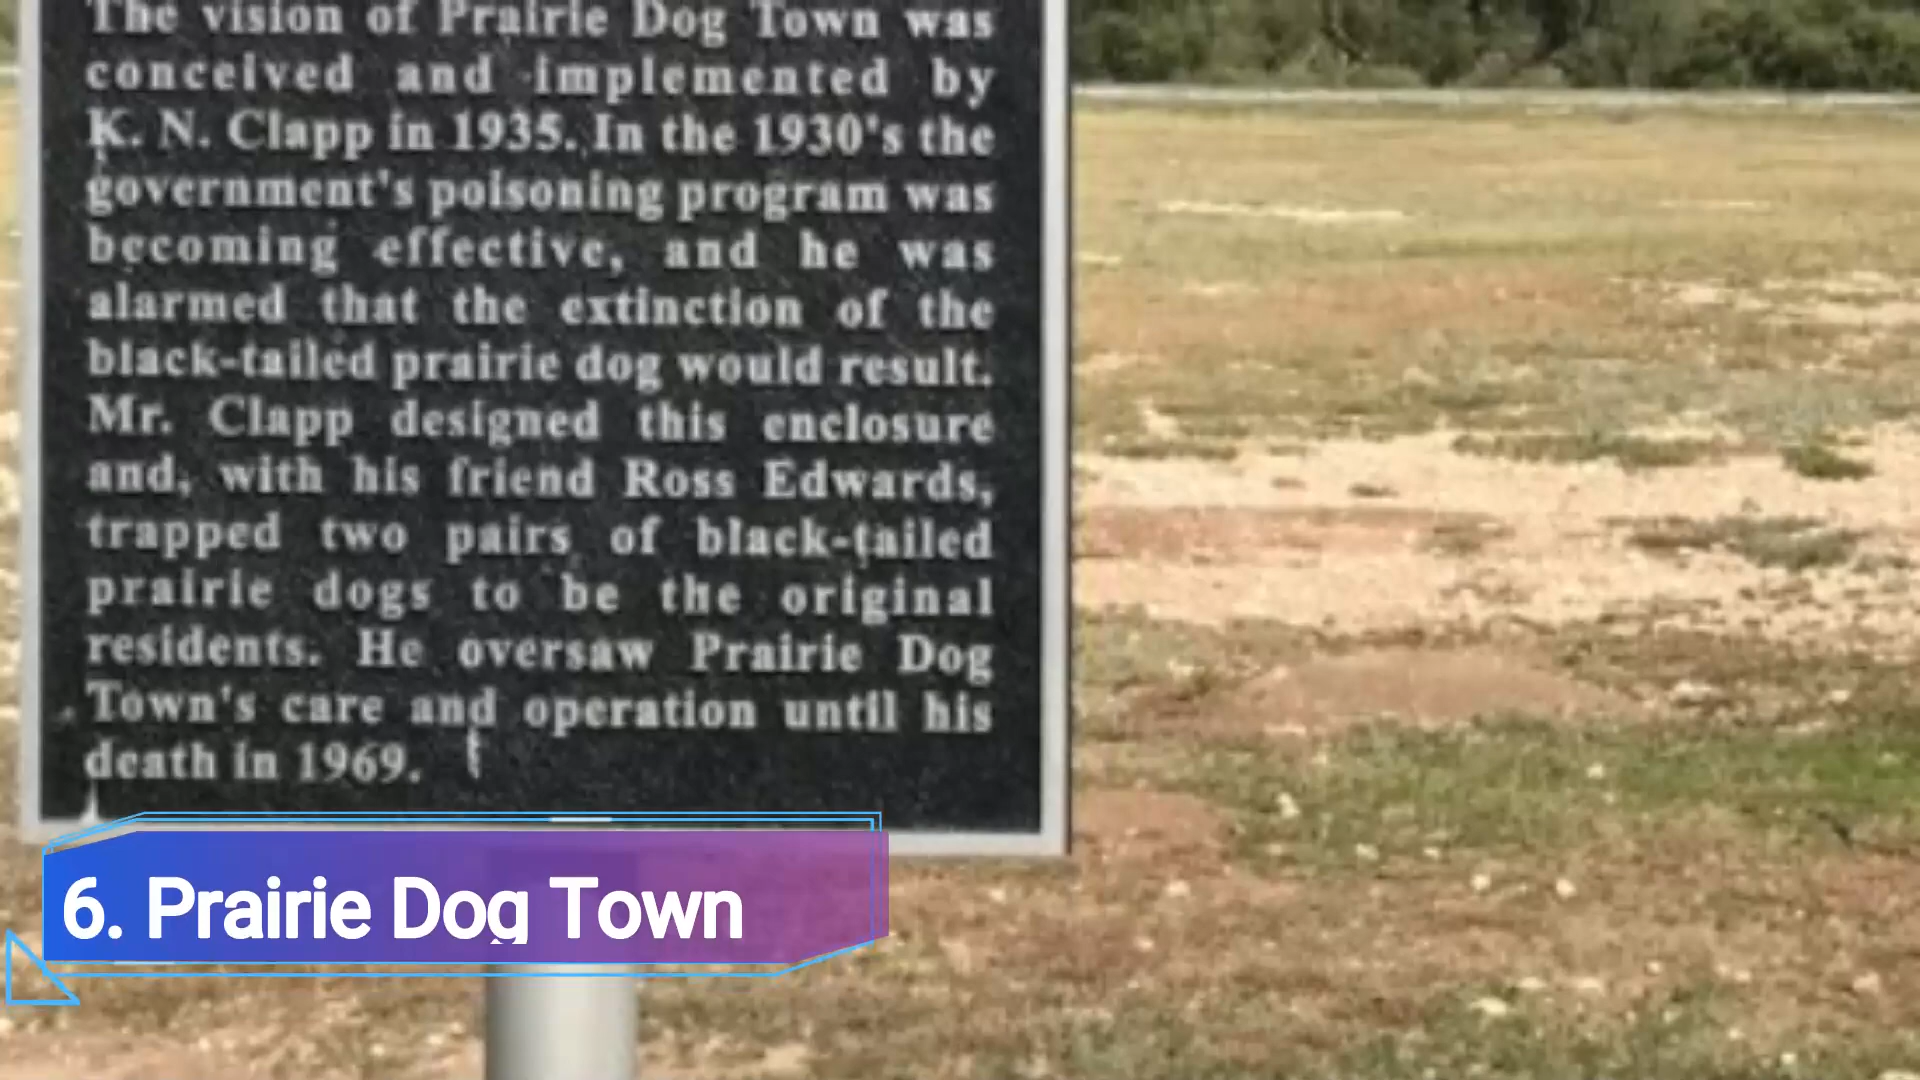 The vision of Prairie Dog Town was
conceived and implemented by
K. N. Clapp in 1935. In the 1930's the
government's poisoning program was
becoming effective, and he was
alarmed that the extinction of the
black-tailed prairie dog would result.
Mr. Clapp designed this enclosure
and, with his friend Ross Edwards,
trapped two pairs of black-tailed
prairie dogs to be the original
residents. He oversaw Prairie Dog
Town's care and operation until his
death in 1969.
6. Prairie Dog Town